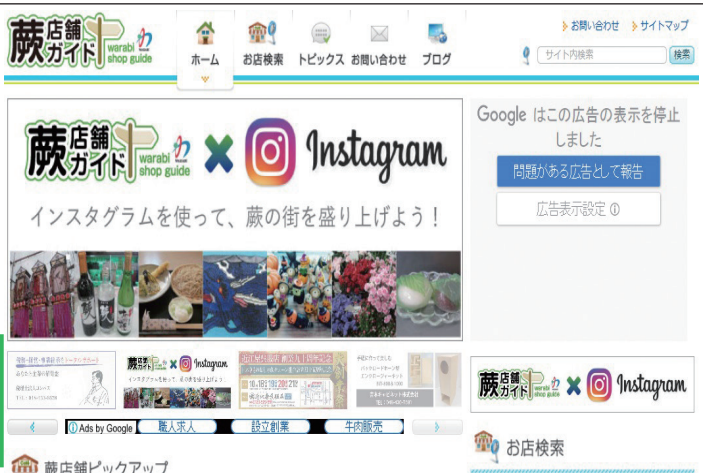 蕨店舗ガイド warabi shop guide
ホーム お店検索 トピックス お問い合わせ ブログ
お問い合わせ サイトマップ
サイト内検索 検索
蕨店舗ガイド warabi shop guide × Instagram
インスタグラムを使って、蕨の街を盛り上げよう！
Google はこの広告の表示を停止
しました
問題がある広告として報告
広告表示設定
蕨店舗ガイド × Instagram
蕨店舗ガイド × Instagram
Ads by Google 職人求人 設立創業 牛肉販売
お店検索
蕨店舗ピックアップ